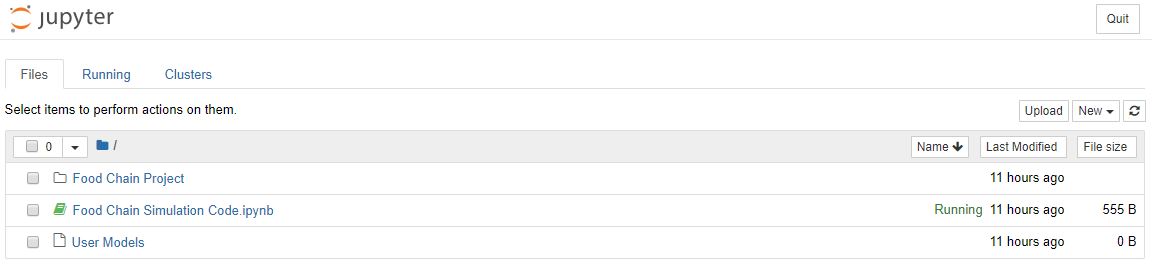 jupyter Quit
Files Running Clusters
Select items to perform actions on them. Upload New
0 / Name Last Modified File size
Food Chain Project 11 hours ago
Food Chain Simulation Code.ipynb Running 11 hours ago 555 B
User Models 11 hours ago 0 B